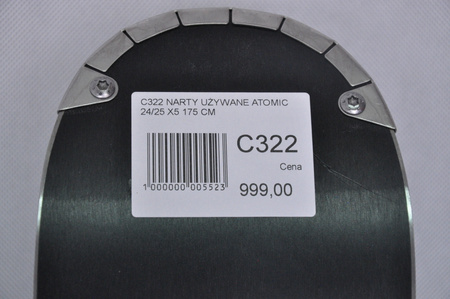 C322 NARTY UŻYWANE ATOMIC
24/25 X5 175 CM
C322
Cena
999,00
1 000000 005523